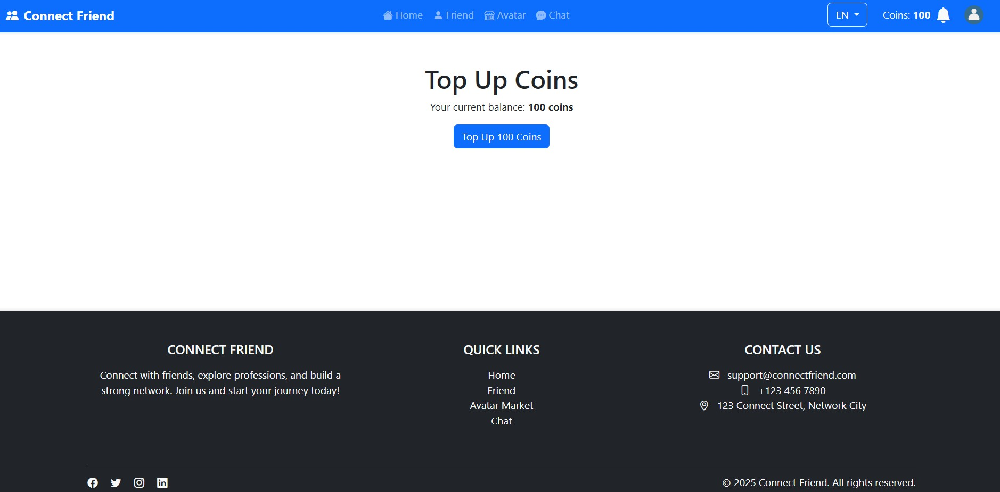 Connect Friend
Home Friend Avatar Chat
EN
Coins: 100
Top Up Coins
Your current balance: 100 coins
Top Up 100 Coins
CONNECT FRIEND
Connect with friends, explore professions, and build a
strong network. Join us and start your journey today!
QUICK LINKS
Home
Friend
Avatar Market
Chat
CONTACT US
support@connectfriend.com
+123 456 7890
123 Connect Street, Network City
© 2025 Connect Friend. All rights reserved.